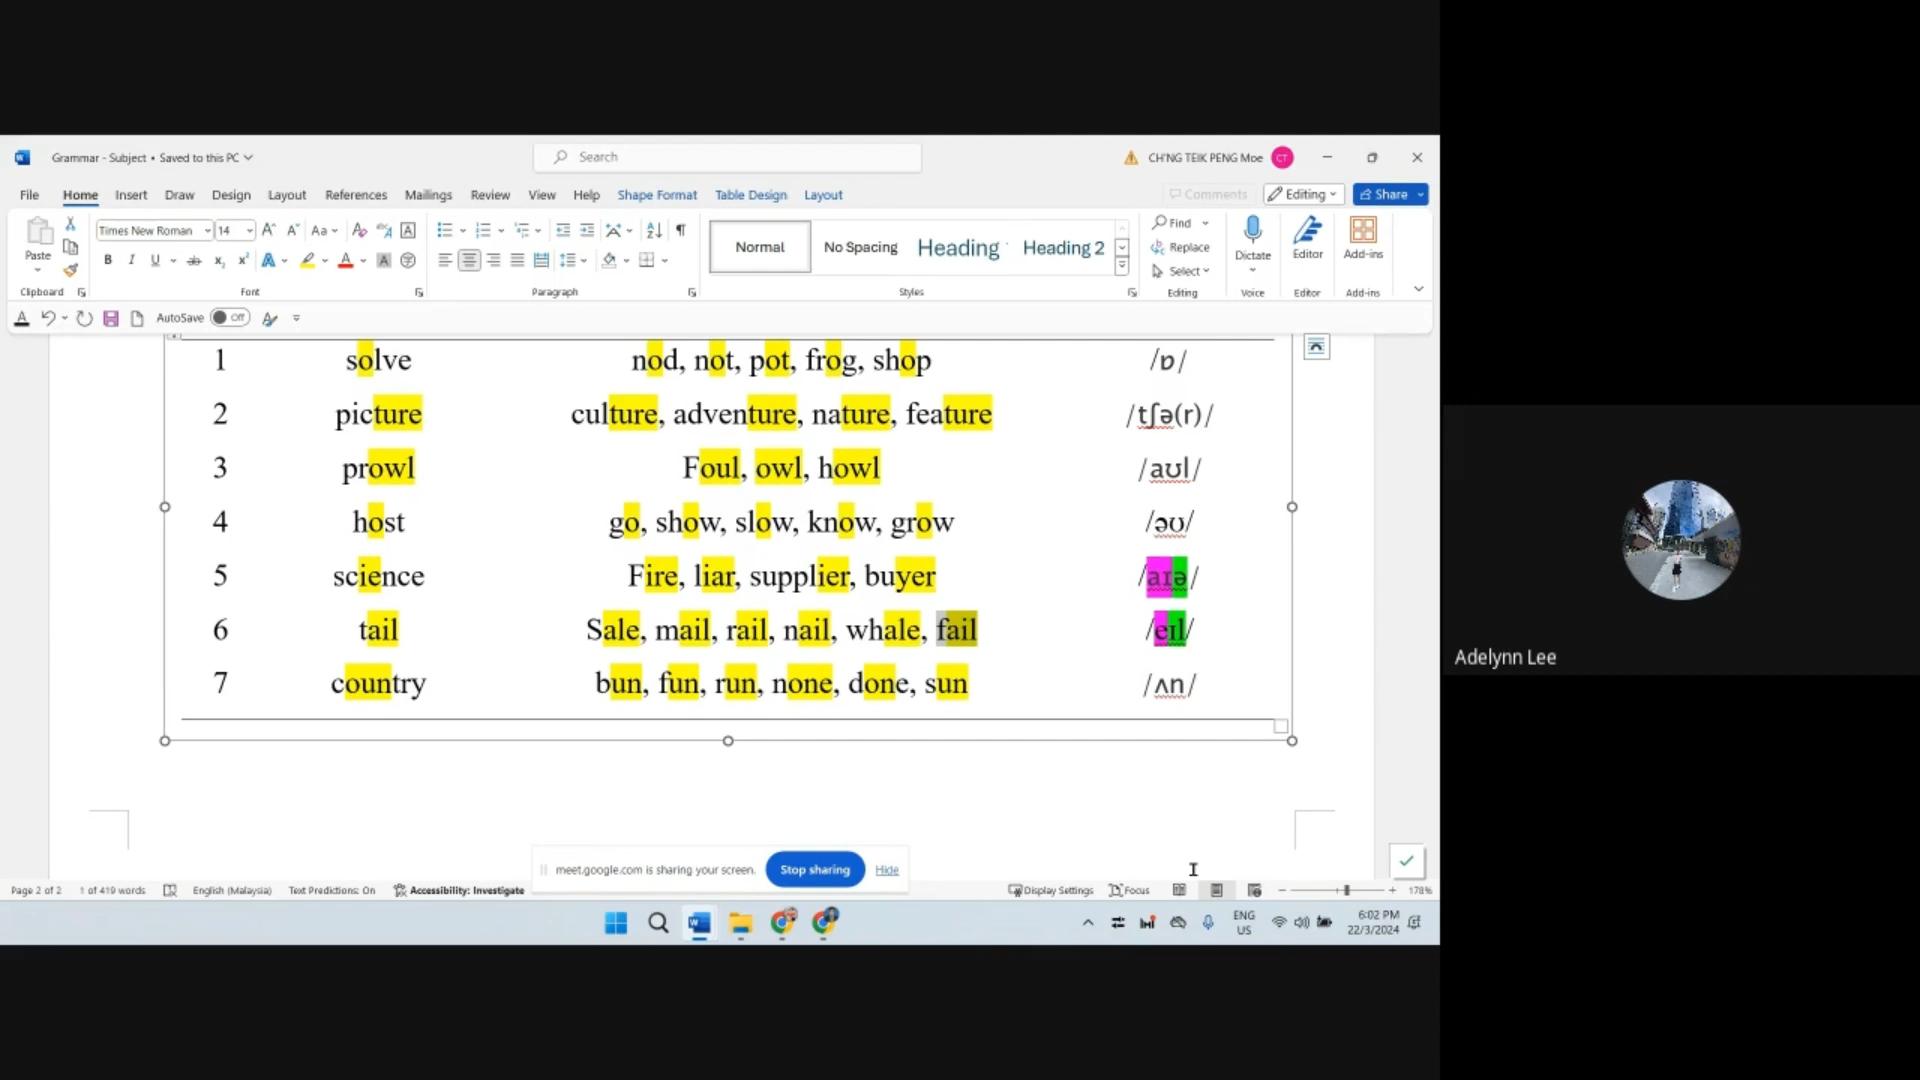 Grammar - Subject • Saved to this PC
Search
CH'NG TEIK PENG Moe
CT
File Home Insert Draw Design Layout References Mailings Review View Help Shape Format Table Design Layout
Comments Editing Share
Paste
Times New Roman 14
Normal No Spacing Heading Heading 2
Find
Replace
Select
Dictate Editor Add-ins
Clipboard Font Paragraph Styles Editing Voice Editor Add-ins
AutoSave Off
1 solve nod, not, pot, frog, shop /ɒ/
2 picture culture, adventure, nature, feature /tʃə(r)/
3 prowl Foul, owl, howl /aʊl/
4 host go, show, slow, know, grow /əʊ/
5 science Fire, liar, supplier, buyer /aɪə/
6 tail Sale, mail, rail, nail, whale, fail /eɪl/
7 country bun, fun, run, none, done, sun /ʌn/
meet.google.com is sharing your screen. Stop sharing Hide
Page 2 of 2 1 of 419 words English (Malaysia) Text Predictions: On Accessibility: Investigate Display Settings Focus 178%
ENG
US
6:02 PM
22/3/2024
Adelynn Lee